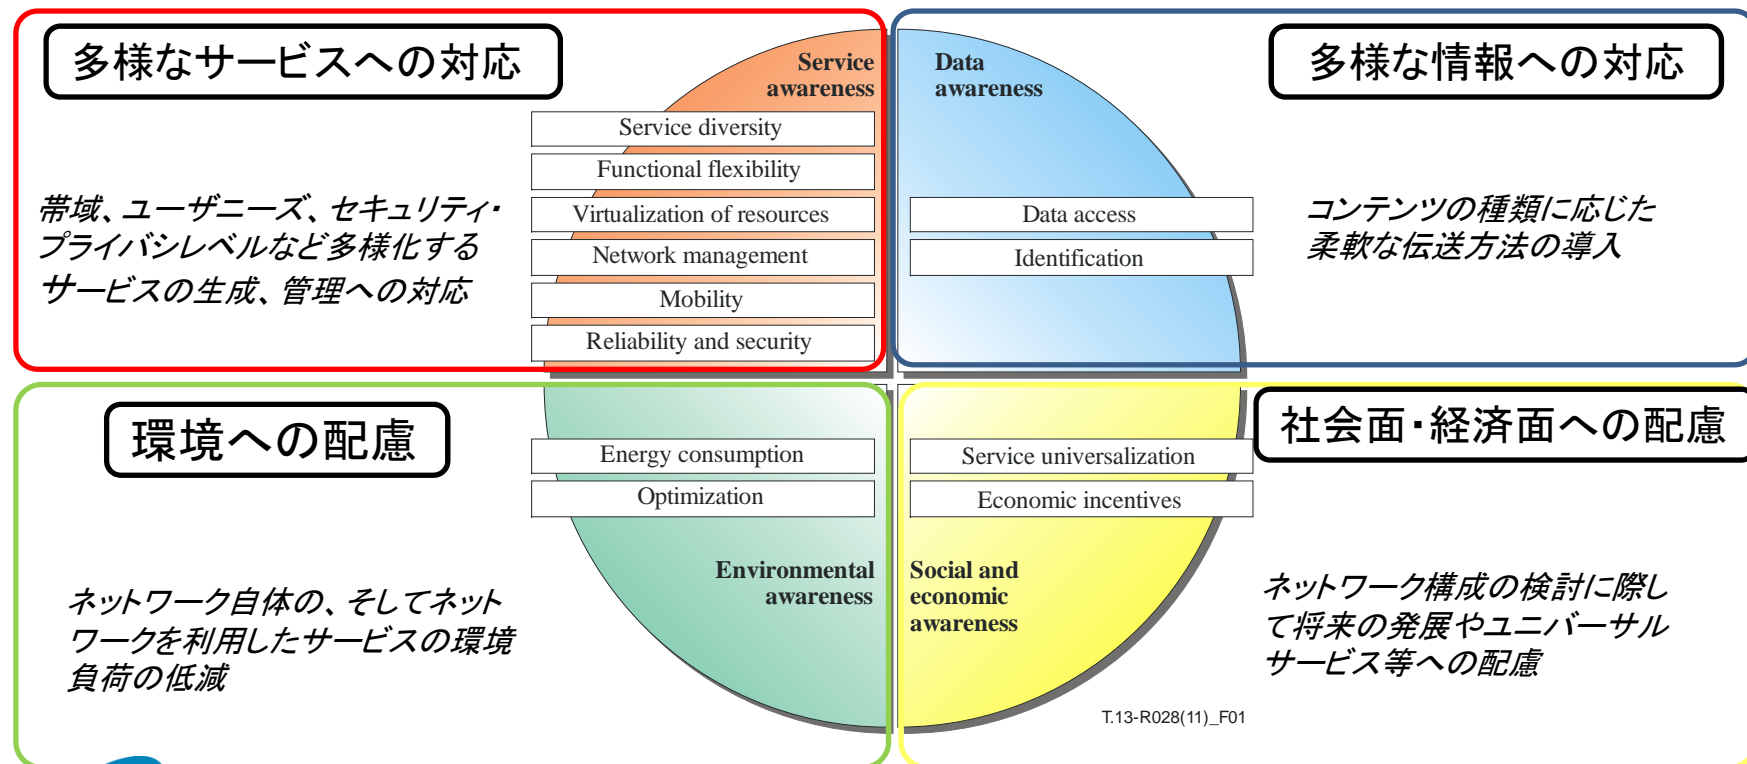 多様なサービスへの対応
帯域、ユーザニーズ、セキュリティ・
プライバシレベルなど多様化する
サービスの生成、管理への対応
Service
awareness
Service diversity
Functional flexibility
Virtualization of resources
Network management
Mobility
Reliability and security
Data
awareness
Data access
Identification
多様な情報への対応
コンテンツの種類に応じた
柔軟な伝送方法の導入
環境への配慮
ネットワーク自体の、そしてネット
ワークを利用したサービスの環境
負荷の低減
Energy consumption
Optimization
Environmental
awareness
Service universalization
Economic incentives
Social and
economic
awareness
社会面・経済面への配慮
ネットワーク構成の検討に際し
て将来の発展やユニバーサル
サービス等への配慮
T.13-R028(11)_F01